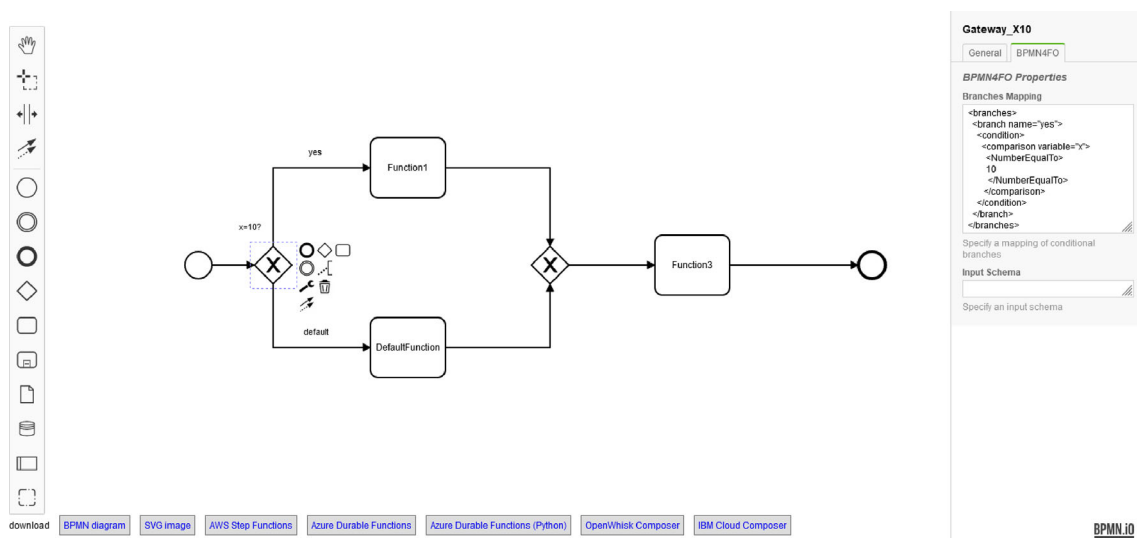 Gateway_X10
General
BPMN4FO
BPMN4FO Properties
Branches Mapping
<branches>
<branch name="yes">
<condition>
<comparison variable="x">
<NumberEqualTo>
10
</NumberEqualTo>
</comparison>
</condition>
</branch>
</branches>
Specify a mapping of conditional
branches
Input Schema
Specify an input schema
yes
Function1
x=10?
Function3
default
DefaultFunction
download
BPMN diagram
SVG image
AWS Step Functions
Azure Durable Functions
Azure Durable Functions (Python)
OpenWhisk Composer
IBM Cloud Composer
BPMN.iO